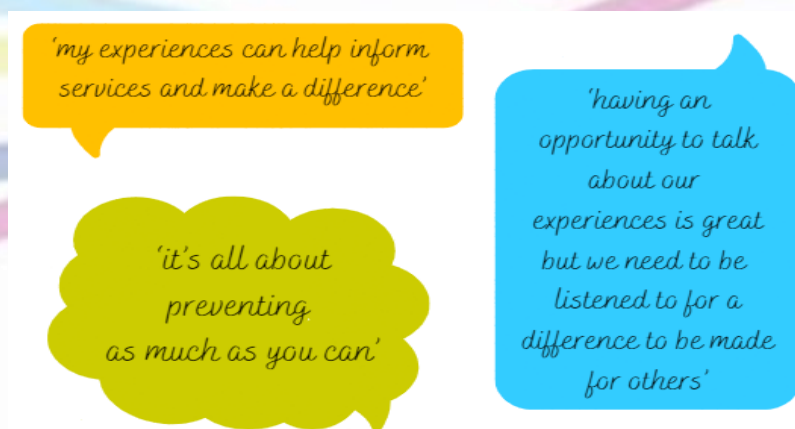 ‘my experiences can help inform
services and make a difference’
‘having an
opportunity to talk
about our
experiences is great
but we need to be
listened to for a
difference to be made
for others’
‘it’s all about
preventing
as much as you can’